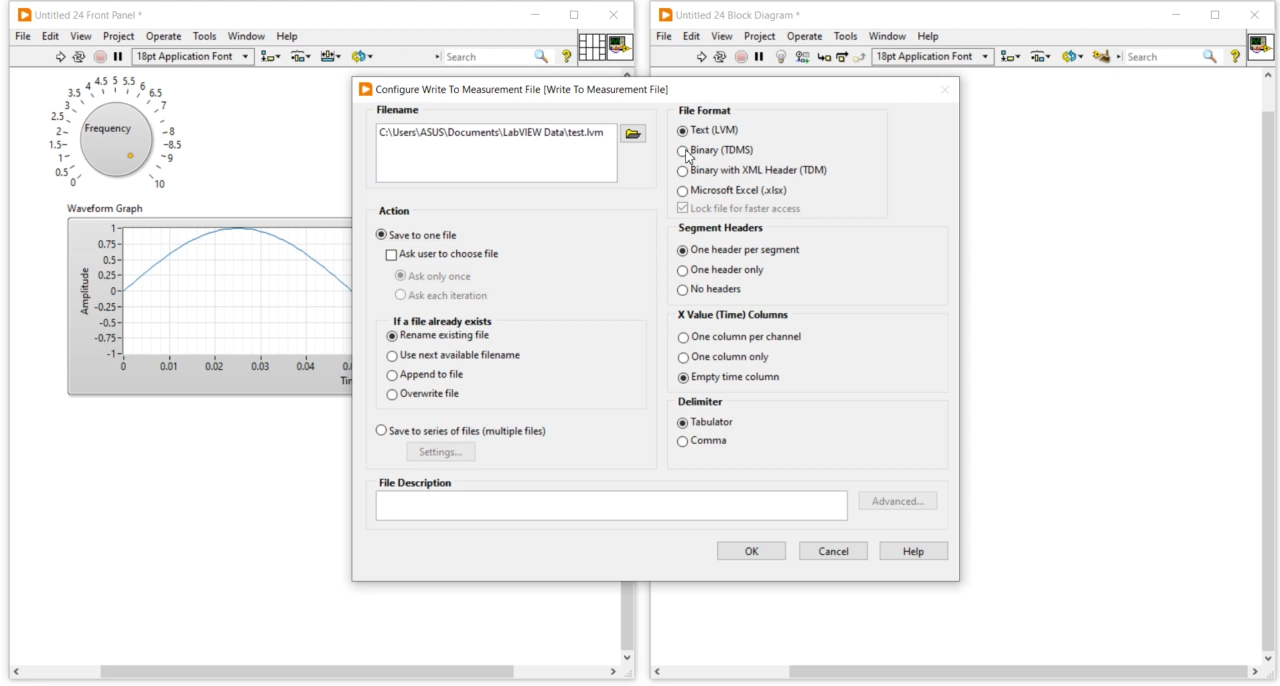 Untitled 24 Front Panel *
File Edit View Project Operate Tools Window Help
18pt Application Font
Search
Frequency
0
0.5
1
1.5
2
2.5
3
3.5
4
4.5
5
5.5
6
6.5
7
8
8.5
9
10
Waveform Graph
Amplitude
1
0.75
0.5
0.25
0
-0.25
-0.5
-0.75
-1
0 0.01 0.02 0.03 0.04
Untitled 24 Block Diagram *
File Edit View Project Operate Tools Window Help
18pt Application Font
Search
Configure Write To Measurement File [Write To Measurement File]
Filename
C:\Users\ASUS\Documents\LabVIEW Data\test.lvm
Action
Save to one file
Ask user to choose file
Ask only once
Ask each iteration
If a file already exists
Rename existing file
Use next available filename
Append to file
Overwrite file
Save to series of files (multiple files)
Settings...
File Description
File Format
Text (LVM)
Binary (TDMS)
Binary with XML Header (TDM)
Microsoft Excel (.xlsx)
Lock file for faster access
Segment Headers
One header per segment
One header only
No headers
X Value (Time) Columns
One column per channel
One column only
Empty time column
Delimiter
Tabulator
Comma
Advanced...
OK Cancel Help